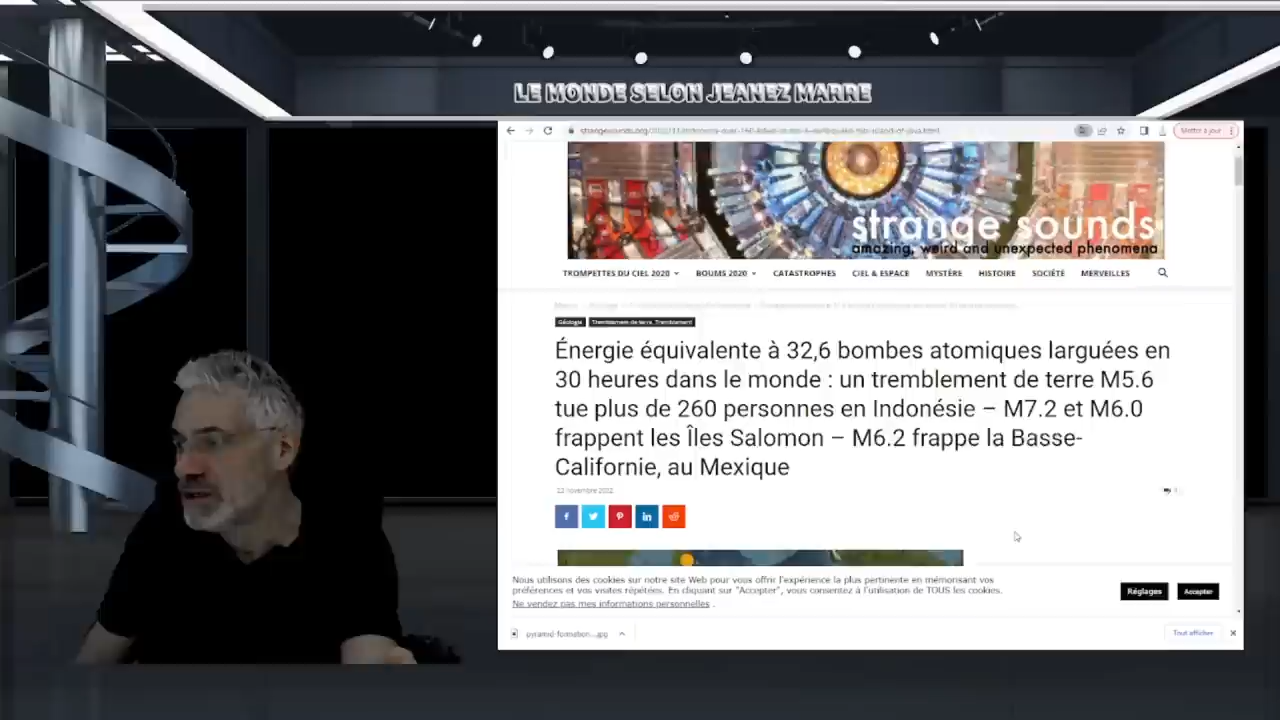 LE MONDE SELON JEANEZ MARRE
Mettre à jour
strange sounds
amazing, weird and unexpected phenomena
TROMPETTES DU CIEL 2020 BOUMS 2020 CATASTROPHES CIEL & ESPACE MYSTÈRE HISTOIRE SOCIÉTÉ MERVEILLES
Géologie Tremblement de terre, Tremblement
Énergie équivalente à 32,6 bombes atomiques larguées en
30 heures dans le monde : un tremblement de terre M5.6
tue plus de 260 personnes en Indonésie – M7.2 et M6.0
frappent les Îles Salomon – M6.2 frappe la Basse-
Californie, au Mexique
novembre 2022
Nous utilisons des cookies sur notre site Web pour vous offrir l'expérience la plus pertinente en mémorisant vos
préférences et vos visites répétées. En cliquant sur "Accepter", vous consentez à l'utilisation de TOUS les cookies.
Ne vendez pas mes informations personnelles .
Réglages Accepter
pyramid-formation....jpg
Tout afficher